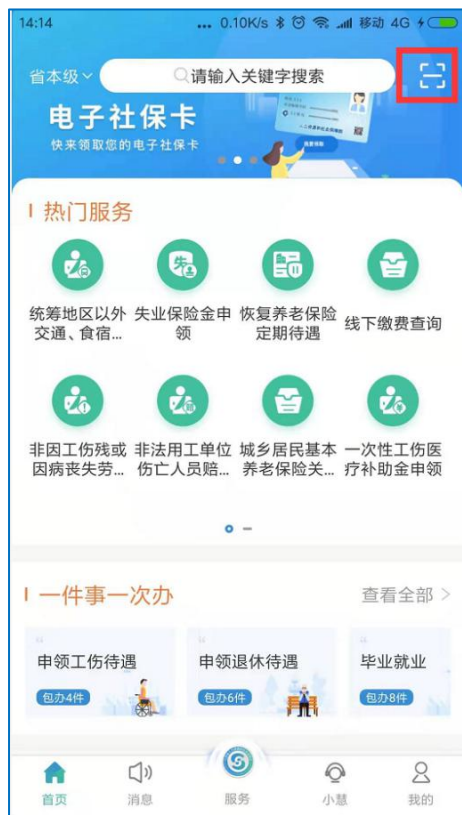 14:14
... 0.10K/s 移动 4G
省本级
请输入关键字搜索
电子社保卡
快来领取您的电子社保卡
热门服务
统筹地区以外
交通、食宿...
失业保险金申
领
恢复养老保险
定期待遇
线下缴费查询
非因工伤残或
因病丧失劳...
非法用工单位
伤亡人员赔...
城乡居民基本
养老保险关...
一次性工伤医
疗补助金申领
一件事一次办
查看全部 >
申领工伤待遇
包办4件
申领退休待遇
包办6件
毕业就业
包办8件
首页
消息
服务
小慧
我的